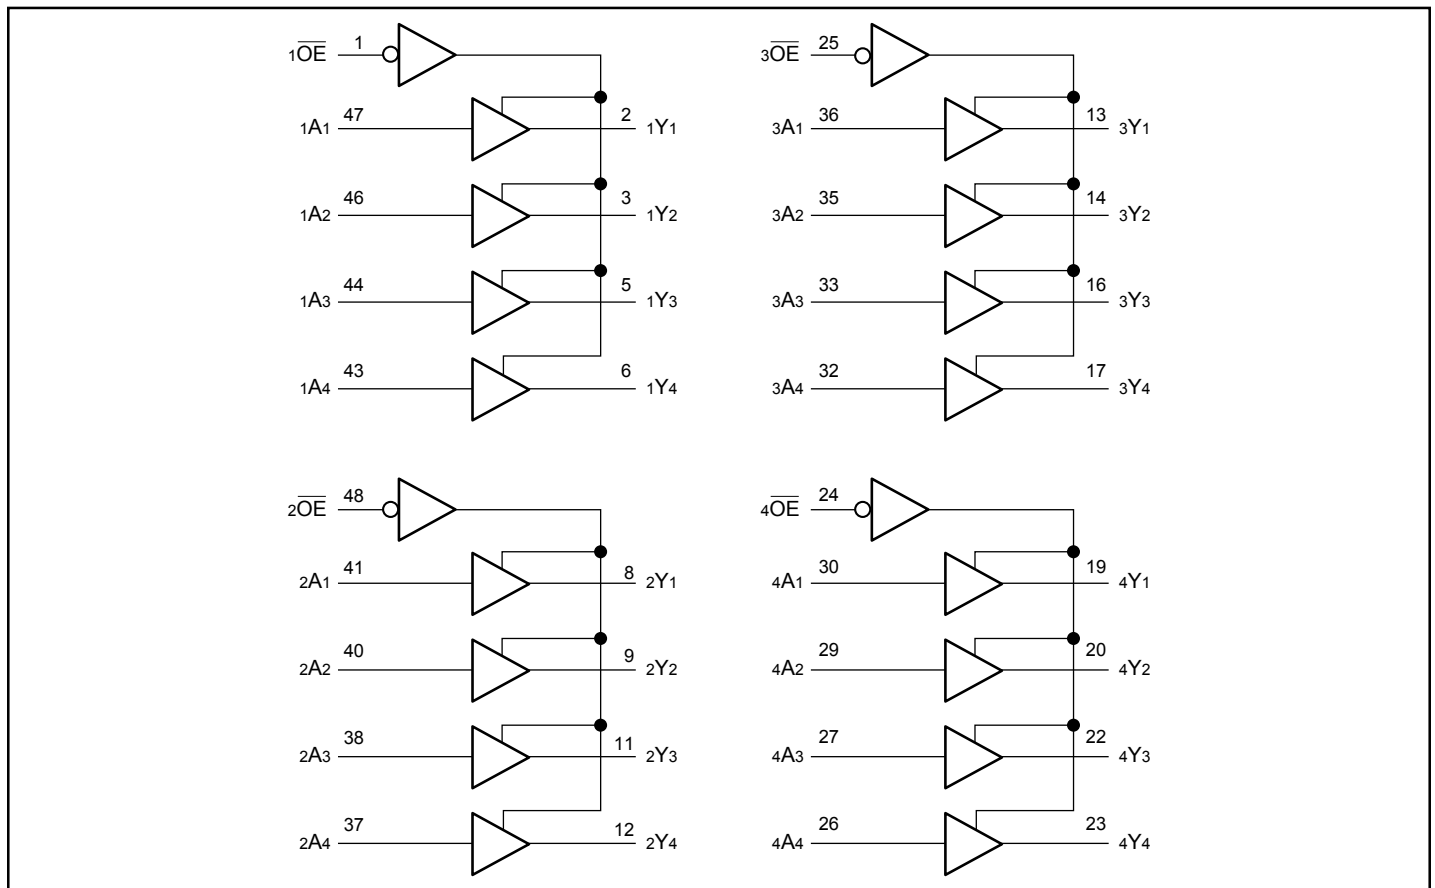 1OE 1
1A1 47 2 1Y1
1A2 46 3 1Y2
1A3 44 5 1Y3
1A4 43 6 1Y4
3OE 25
3A1 36 13 3Y1
3A2 35 14 3Y2
3A3 33 16 3Y3
3A4 32 17 3Y4
2OE 48
2A1 41 8 2Y1
2A2 40 9 2Y2
2A3 38 11 2Y3
2A4 37 12 2Y4
4OE 24
4A1 30 19 4Y1
4A2 29 20 4Y2
4A3 27 22 4Y3
4A4 26 23 4Y4